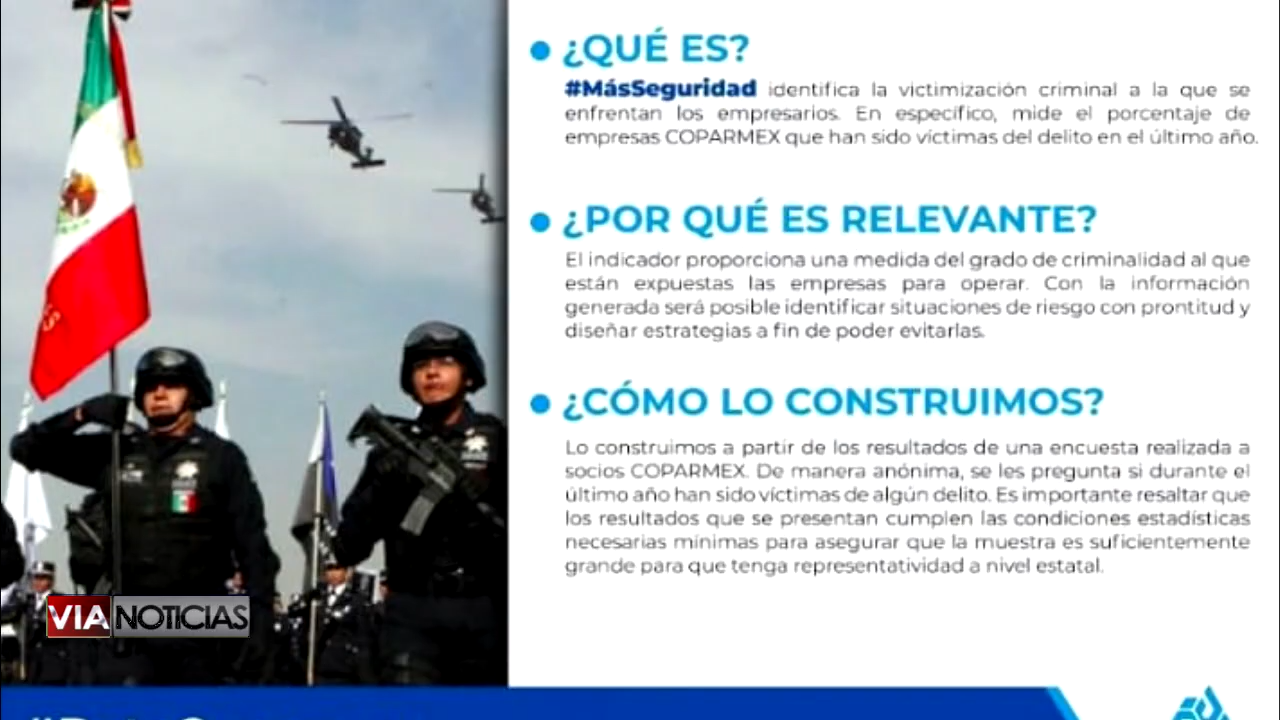 ¿QUÉ ES?
#MásSeguridad identifica la victimización criminal a la que se
enfrentan los empresarios. En específico, mide el porcentaje de
empresas COPARMEX que han sido víctimas del delito en el último año.
¿POR QUÉ ES RELEVANTE?
El indicador proporciona una medida del grado de criminalidad al que
están expuestas las empresas para operar. Con la información
generada será posible identificar situaciones de riesgo con prontitud y
diseñar estrategias a fin de poder evitarlas.
¿CÓMO LO CONSTRUIMOS?
Lo construimos a partir de los resultados de una encuesta realizada a
socios COPARMEX. De manera anónima, se les pregunta si durante el
último año han sido víctimas de algún delito. Es importante resaltar que
los resultados que se presentan cumplen las condiciones estadísticas
necesarias mínimas para asegurar que la muestra es suficientemente
grande para que tenga representatividad a nivel estatal.
VIA NOTICIAS